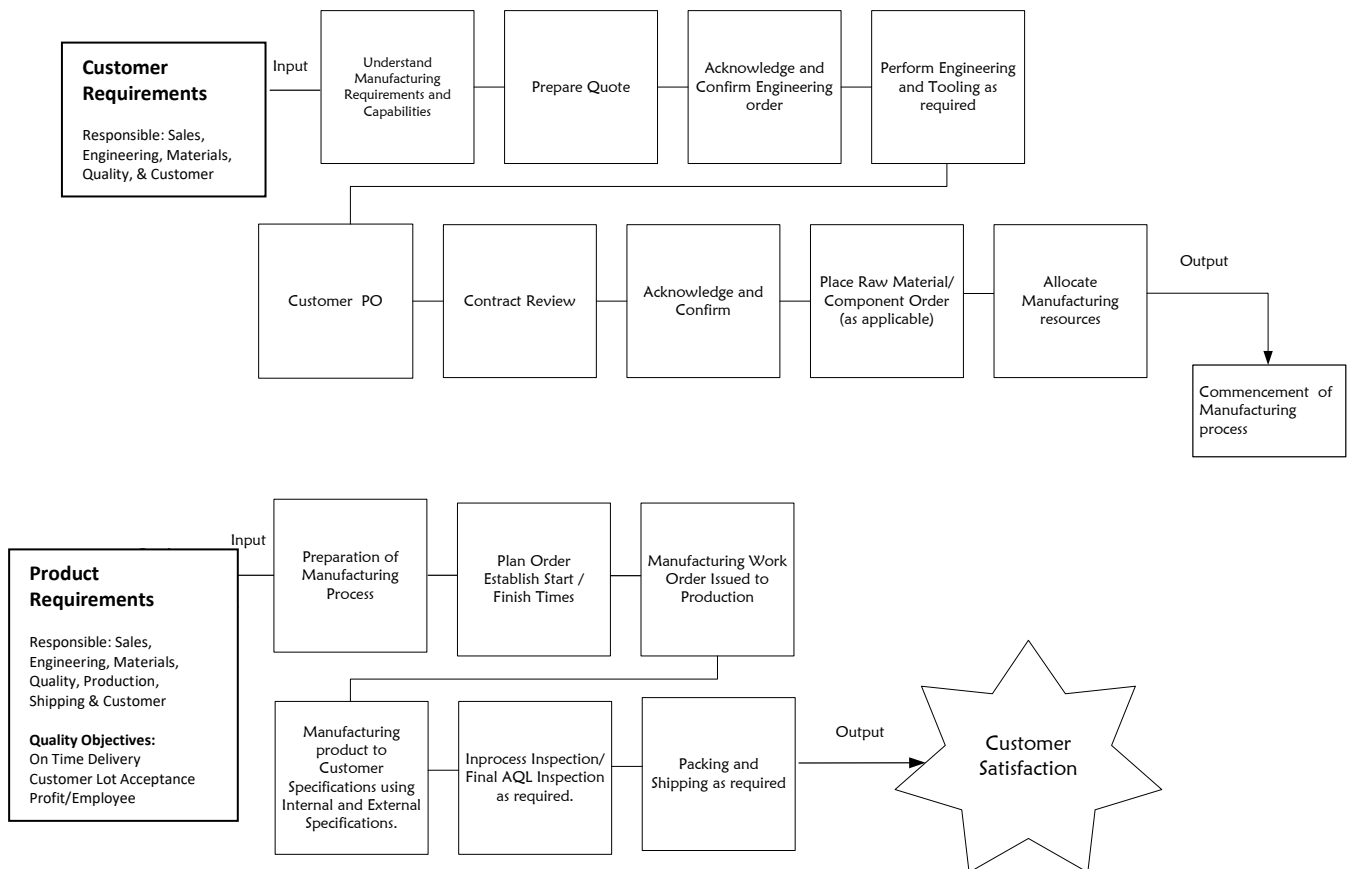 Customer
Requirements
Responsible: Sales,
Engineering, Materials,
Quality, & Customer
Input
Understand
Manufacturing
Requirements and
Capabilities
Prepare Quote
Acknowledge and
Confirm Engineering
order
Perform Engineering
and Tooling as
required
Customer PO
Contract Review
Acknowledge and
Confirm
Place Raw Material/
Component Order
(as applicable)
Allocate
Manufacturing
resources
Output
Commencement of
Manufacturing
process
Product
Requirements
Responsible: Sales,
Engineering, Materials,
Quality, Production,
Shipping & Customer
Quality Objectives:
On Time Delivery
Customer Lot Acceptance
Profit/Employee
Input
Preparation of
Manufacturing
Process
Plan Order
Establish Start /
Finish Times
Manufacturing Work
Order Issued to
Production
Manufacturing
product to
Customer
Specifications using
Internal and External
Specifications.
Inprocess Inspection/
Final AQL Inspection
as required.
Packing and
Shipping as required
Output
Customer
Satisfaction